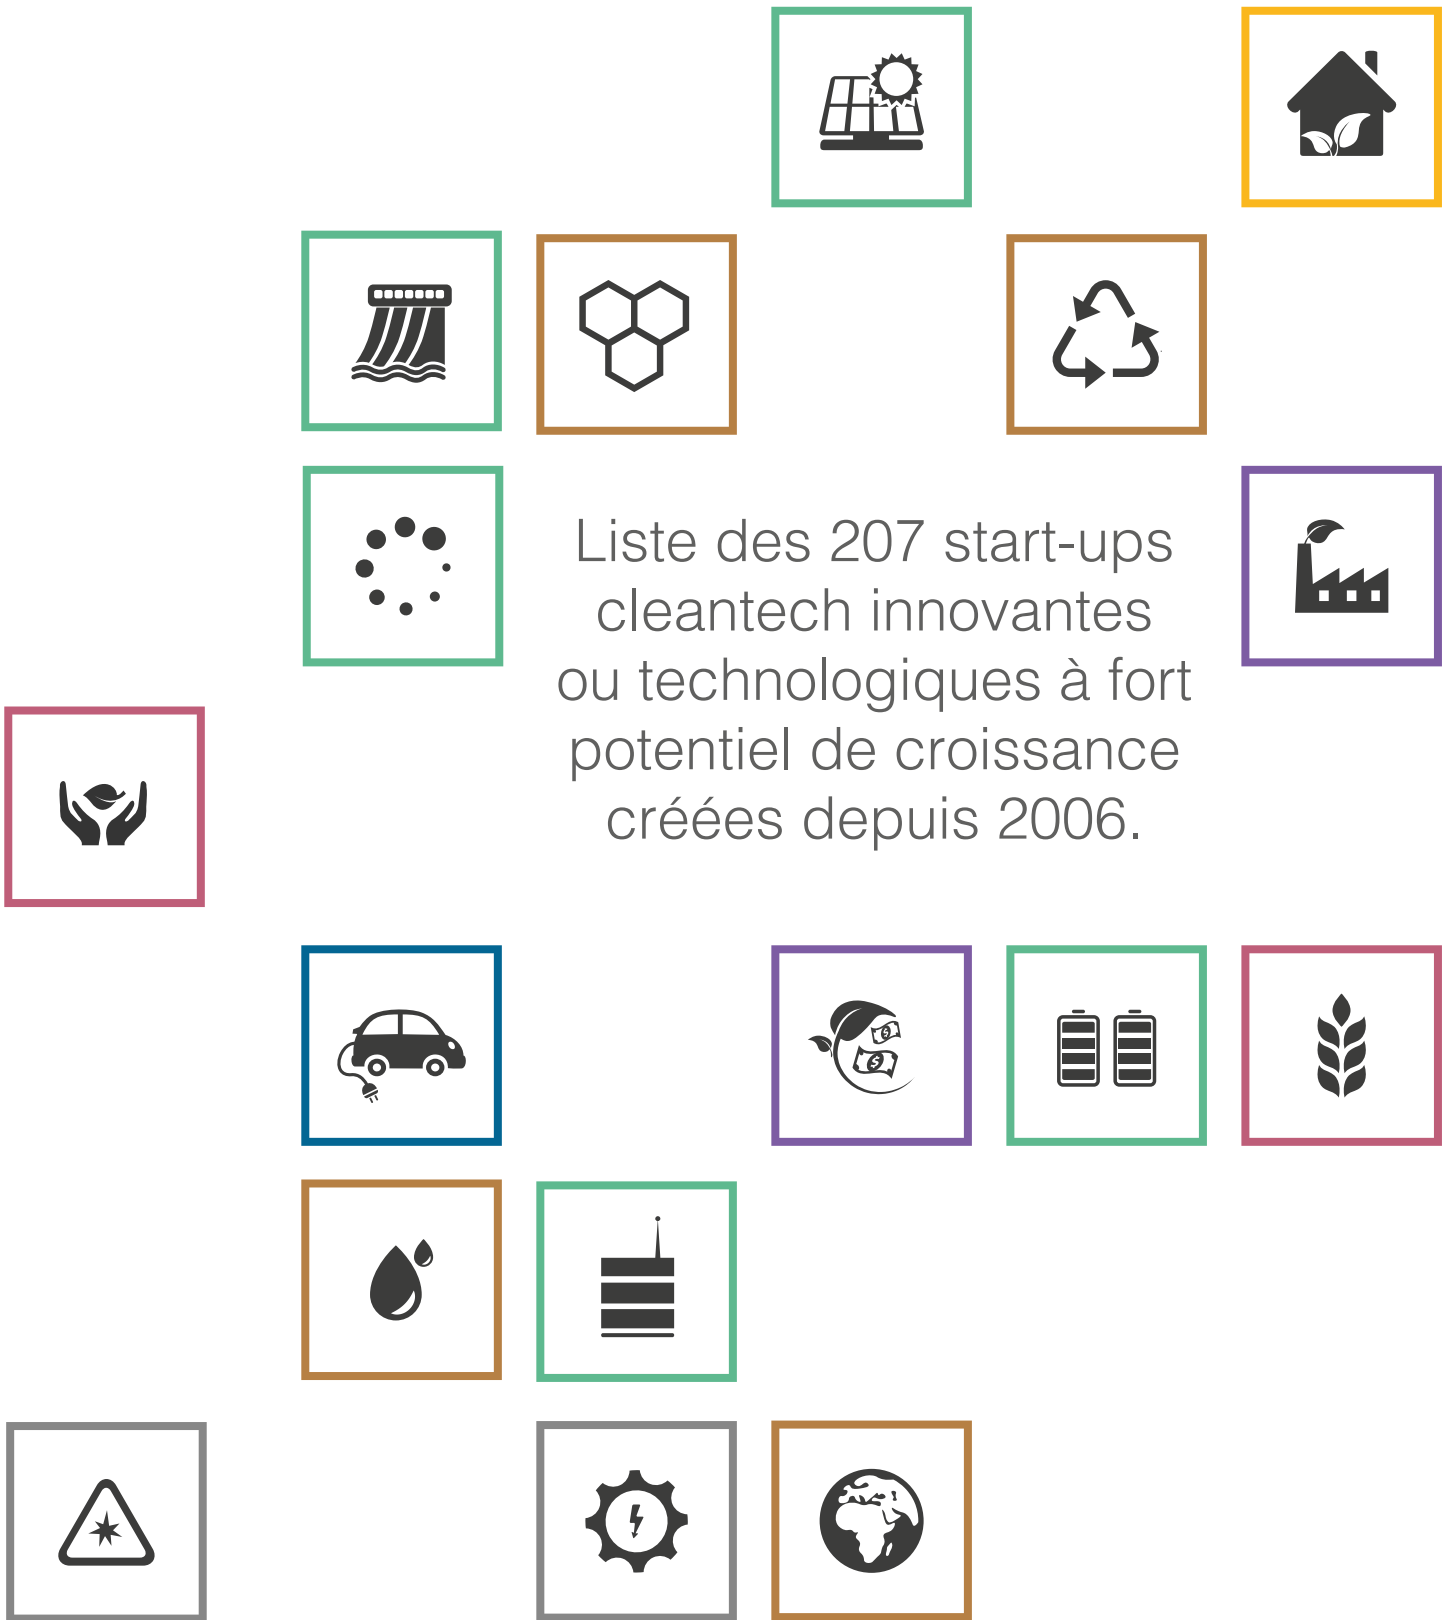 Liste des 207 start-ups
cleantech innovantes
ou technologiques à fort
potentiel de croissance
créées depuis 2006.